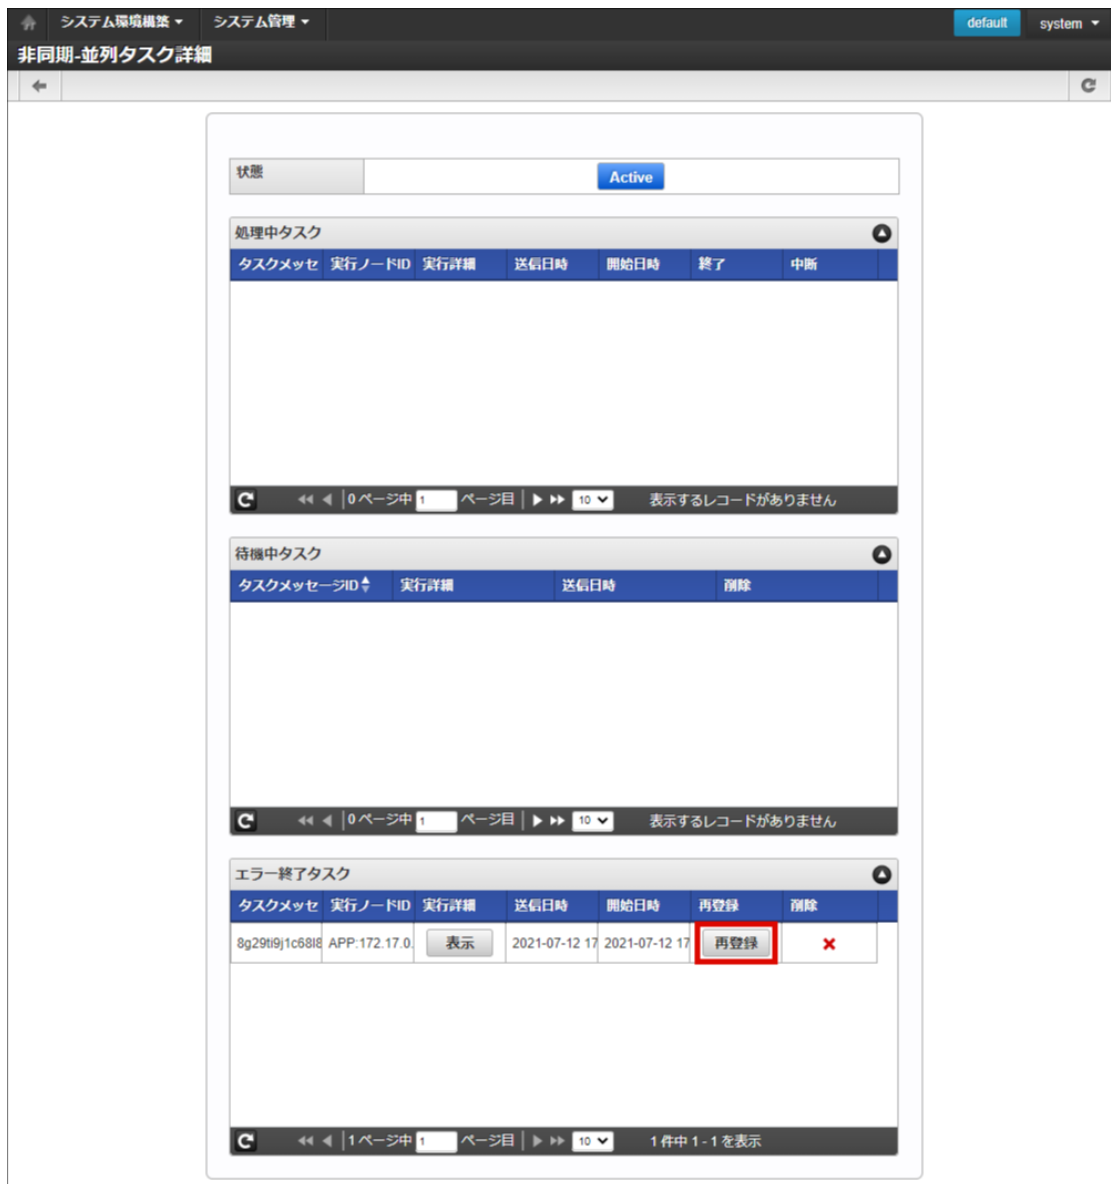 システム環境構築 システム管理 default system
非同期-並列タスク詳細
状態 Active
処理中タスク
タスクメッセ 実行ノードID 実行詳細 送信日時 開始日時 終了 中断
0 ページ中 1 ページ目 10 表示するレコードがありません
待機中タスク
タスクメッセージID 実行詳細 送信日時 削除
0 ページ中 1 ページ目 10 表示するレコードがありません
エラー終了タスク
タスクメッセ 実行ノードID 実行詳細 送信日時 開始日時 再登録 削除
APP:172.17.0. 表示 2021-07-12 17 2021-07-12 17 再登録
1 ページ中 1 ページ目 10 1 件中 1 - 1 を表示